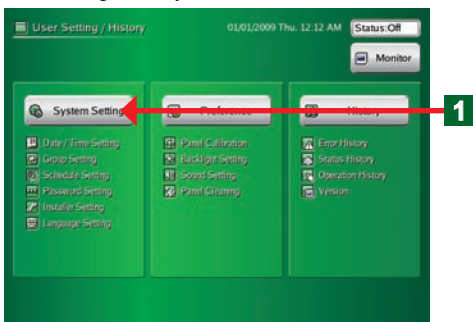 User Setting / History
01/01/2009 Thu. 12:12 AM
Status:Off
Monitor
System Setting
Preference
History
1
Date / Time Setting
Group Setting
Schedule Setting
Password Setting
Installer Setting
Language Setting
Panel Calibration
Backlight Setting
Sound Setting
Panel Cleaning
Error History
Status History
Operation History
Version